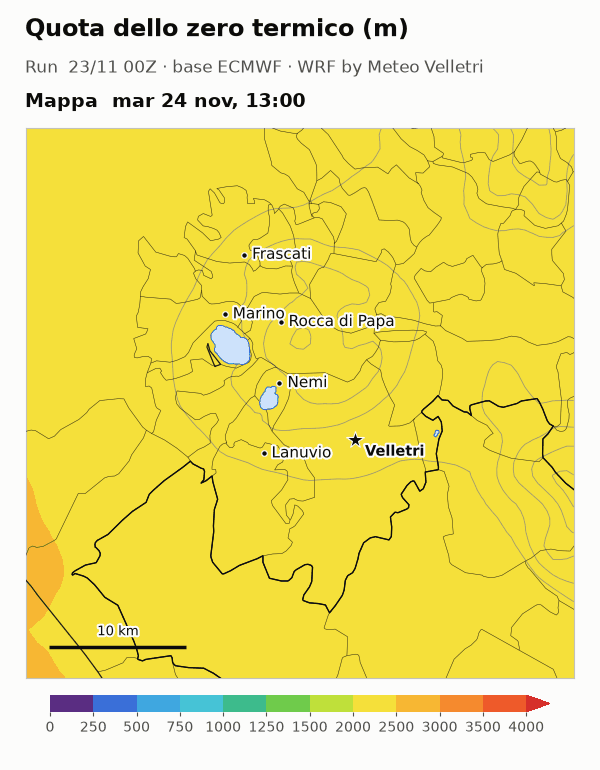 Quota dello zero termico (m)
Run  23/11 00Z · base ECMWF · WRF by Meteo Velletri
Mappa  mar 24 nov, 13:00
Frascati
Marino
Rocca di Papa
Nemi
Velletri
Lanuvio
10 km
0 250 500 750 1000 1250 1500 2000 2500 3000 3500 4000